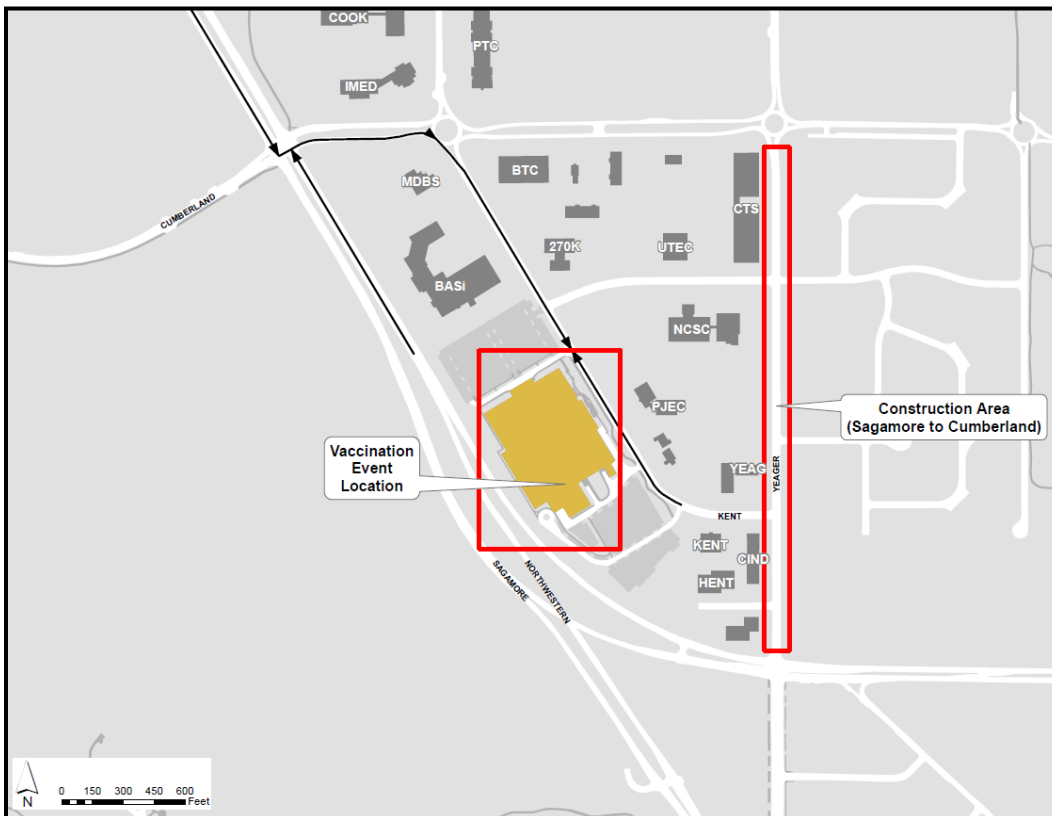 COOK
PTC
IMED
CUMBERLAND
MDBS
BTC
CTS
270K
UTEC
BASi
NCSC
PJEC
Construction Area
(Sagamore to Cumberland)
Vaccination
Event
Location
YEAG
YEAGER
KENT
KENT
CIND
HENT
SAGAMORE
NORTHWESTERN
N
0 150 300 450 600
Feet